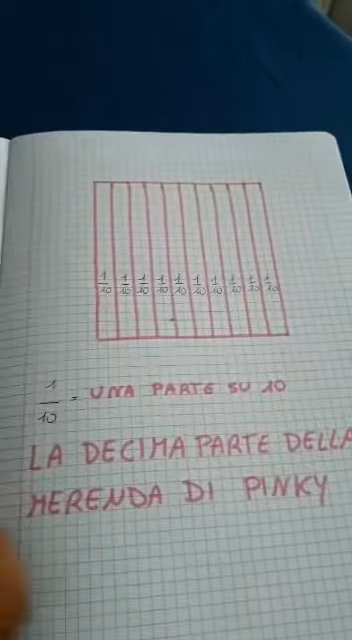 1/10 1/10 1/10 1/10 1/10 1/10 1/10 1/10 1/10 1/10
1/10 = UNA PARTE SU 10
LA DECIMA PARTE DELLA
MERENDA DI PINKY